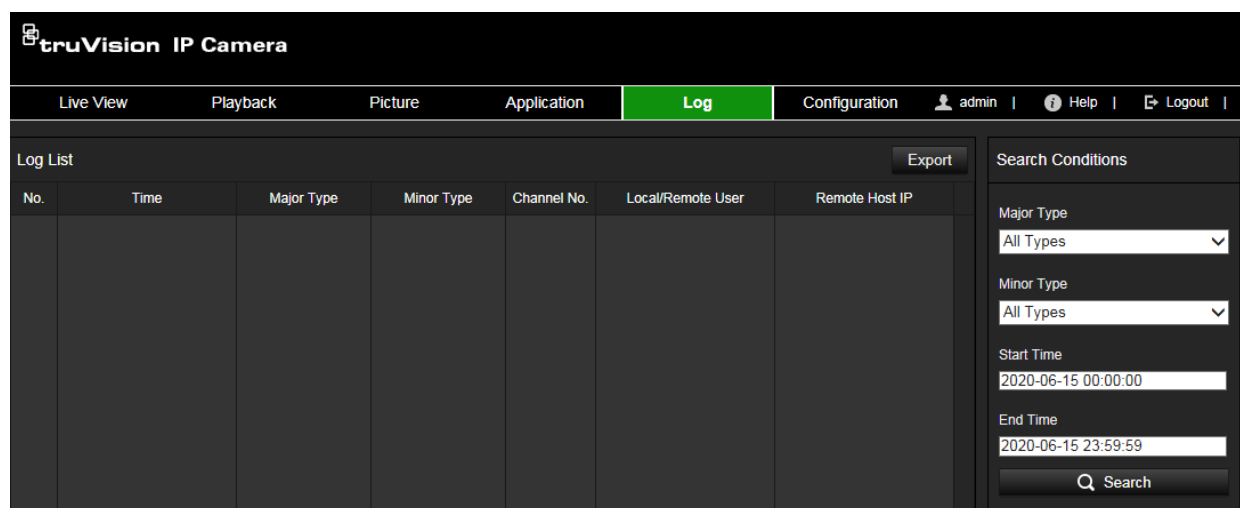 truVision IP Camera
Live View Playback Picture Application Log Configuration admin | Help | Logout |
Log List Export
No. Time Major Type Minor Type Channel No. Local/Remote User Remote Host IP
Search Conditions
Major Type
All Types
Minor Type
All Types
Start Time
2020-06-15 00:00:00
End Time
2020-06-15 23:59:59
Search